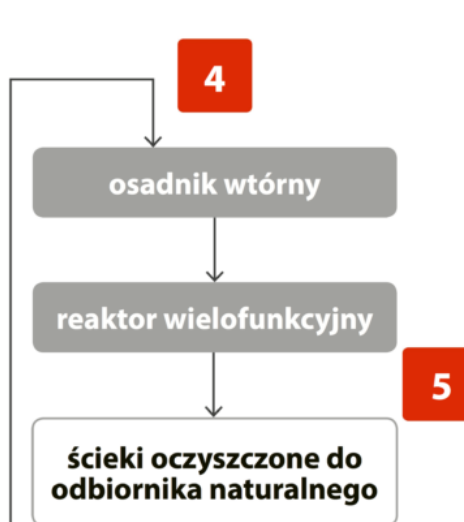 4
osadnik wtórny
reaktor wielofunkcyjny
5
ścieki oczyszczone do
odbiornika naturalnego